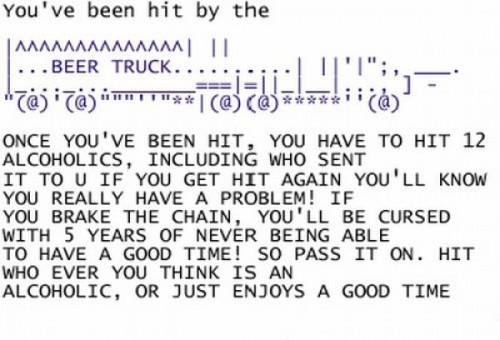 You've been hit by the
|^^^^^^^^^^^^^^| ||
|...BEER TRUCK..........| ||'|";,  ___.
|_..._...______===|=||_|__|...,  ] -
"(@)'(@)"""''"**|(@)(@)*****''(@)
ONCE YOU'VE BEEN HIT, YOU HAVE TO HIT 12
ALCOHOLICS, INCLUDING WHO SENT
IT TO U IF YOU GET HIT AGAIN YOU'LL KNOW
YOU REALLY HAVE A PROBLEM! IF
YOU BRAKE THE CHAIN, YOU'LL BE CURSED
WITH 5 YEARS OF NEVER BEING ABLE
TO HAVE A GOOD TIME! SO PASS IT ON. HIT
WHO EVER YOU THINK IS AN
ALCOHOLIC, OR JUST ENJOYS A GOOD TIME